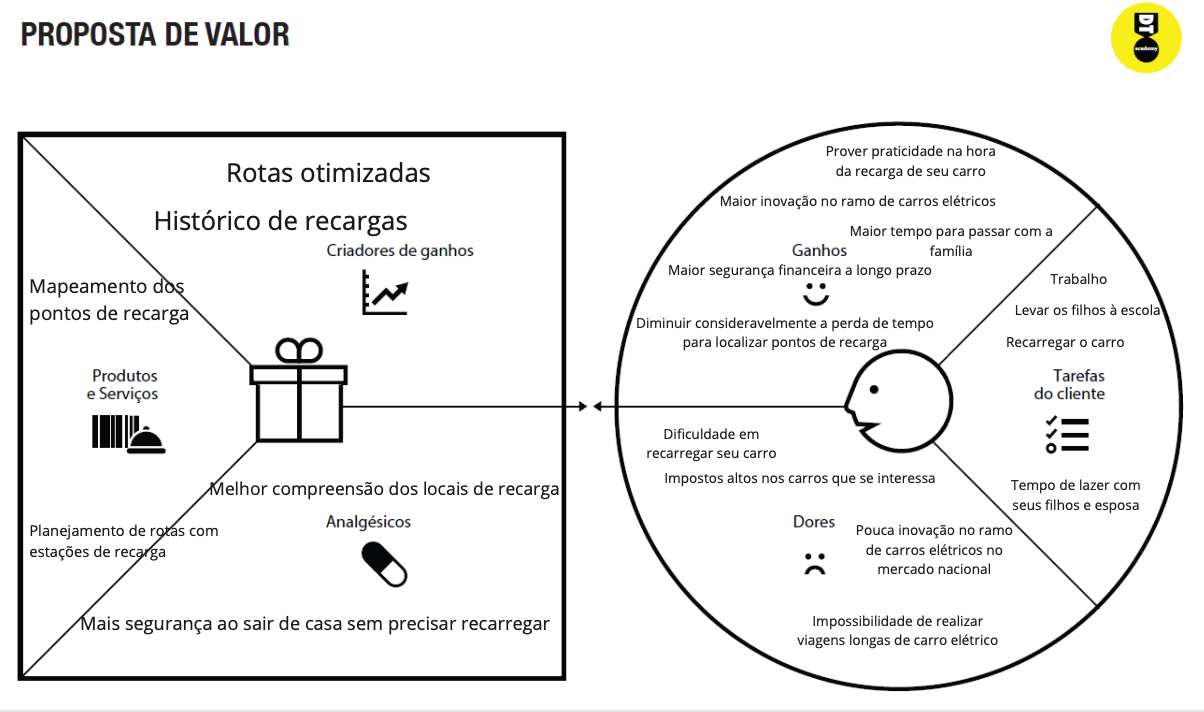 PROPOSTA DE VALOR
DT
academy
Rotas otimizadas
Histórico de recargas
Criadores de ganhos
Mapeamento dos
pontos de recarga
Produtos
e Serviços
Melhor compreensão dos locais de recarga
Analgésicos
Planejamento de rotas com
estações de recarga
Mais segurança ao sair de casa sem precisar recarregar
Prover praticidade na hora
da recarga de seu carro
Maior inovação no ramo de carros elétricos
Maior tempo para passar com a
família
Ganhos
Maior segurança financeira a longo prazo
Diminuir consideravelmente a perda de tempo
para localizar pontos de recarga
Trabalho
Levar os filhos à escola
Recarregar o carro
Tarefas
do cliente
Tempo de lazer com
seus filhos e esposa
Dificuldade em
recarregar seu carro
Impostos altos nos carros que se interessa
Dores
Pouca inovação no ramo
de carros elétricos no
mercado nacional
Impossibilidade de realizar
viagens longas de carro elétrico